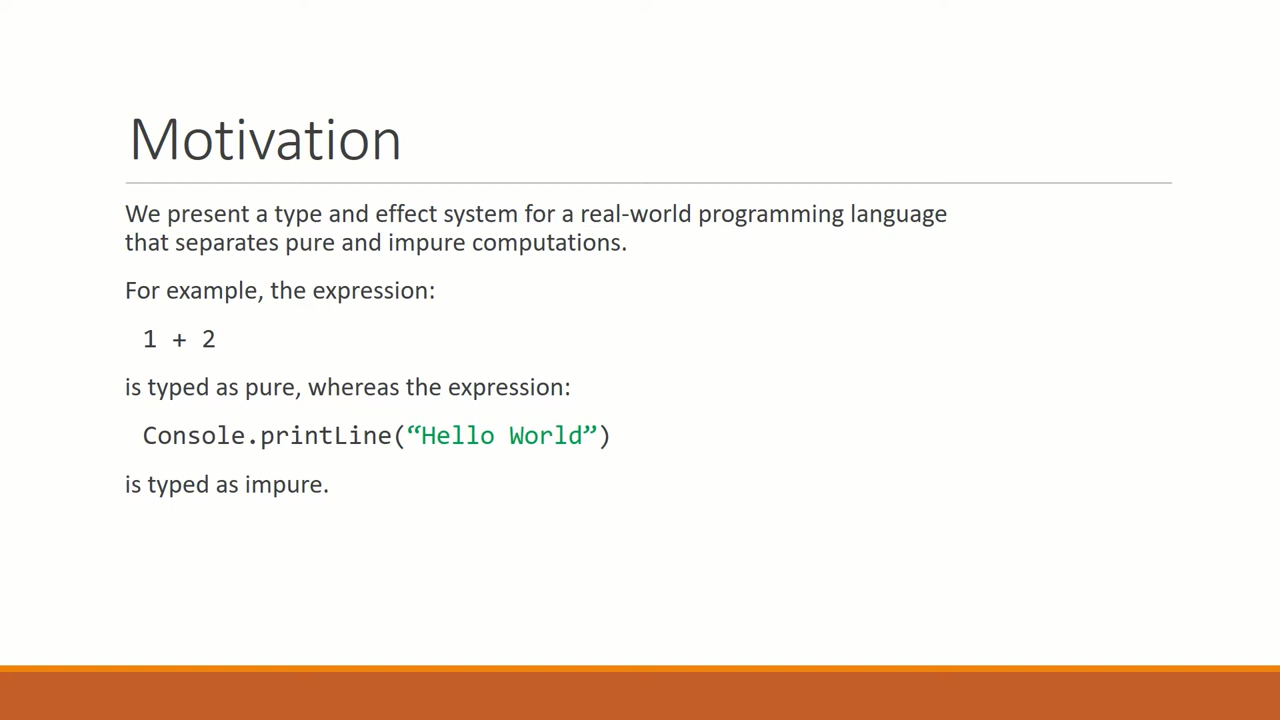 Motivation
We present a type and effect system for a real-world programming language
that separates pure and impure computations.
For example, the expression:
1 + 2
is typed as pure, whereas the expression:
Console.printLine(“Hello World”)
is typed as impure.